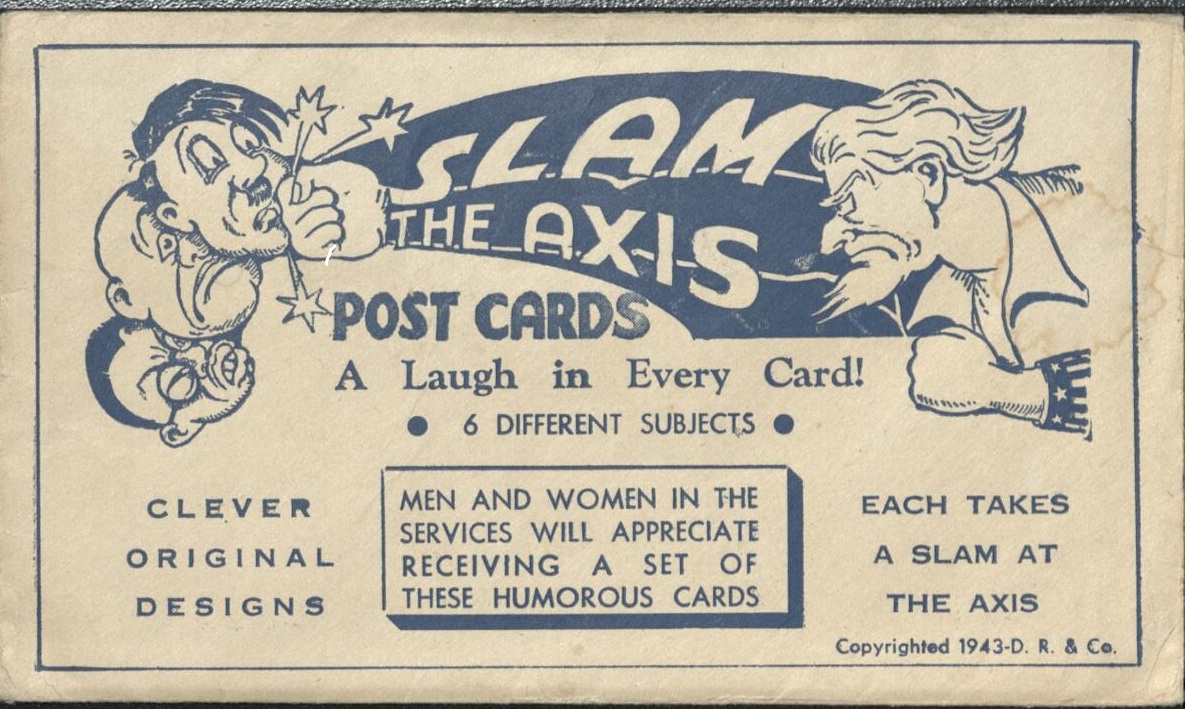 SLAM
THE AXIS
POST CARDS
A Laugh in Every Card!
• 6 DIFFERENT SUBJECTS •
CLEVER
ORIGINAL
DESIGNS
MEN AND WOMEN IN THE
SERVICES WILL APPRECIATE
RECEIVING A SET OF
THESE HUMOROUS CARDS
EACH TAKES
A SLAM AT
THE AXIS
Copyrighted 1943-D. R. & Co.